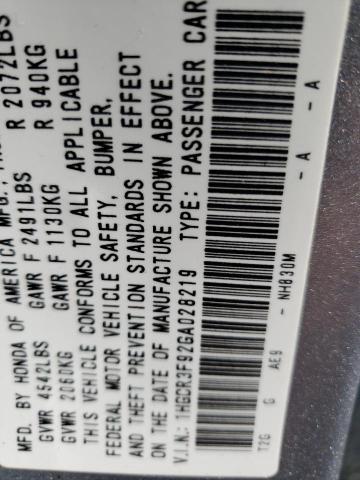 MFD. BY HONDA OF AMERICA MFG.,
GVWR 4542LBS GAWR F 2491LBS R 2072LBS
GVWR 2060KG GAWR F 1130KG R 940KG
THIS VEHICLE CONFORMS TO ALL APPLICABLE
FEDERAL MOTOR VEHICLE SAFETY, BUMPER,
AND THEFT PREVENTION STANDARDS IN EFFECT
ON THE DATE OF MANUFACTURE SHOWN ABOVE.
V.I.N.: 1HGCR3F92GA028219 TYPE: PASSENGER CAR
T2G G AE9 - NH830M - A - A